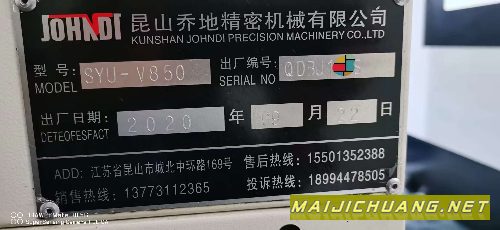 JOHNDI 昆山乔地精密机械有限公司
KUNSHAN JOHNDI PRECISION MACHINERY CO.,LTD
型号: SYU-V850 出厂编号:
MODEL SERIAL NO
出厂日期: 2020 年 月 22 日
DETEOFESFACT
ADD: 江苏省昆山市城北中环路169号 售后热线: 15501352388
销售热线: 13773112365 投诉热线: 18994478505
MAIJICHUANG.NET